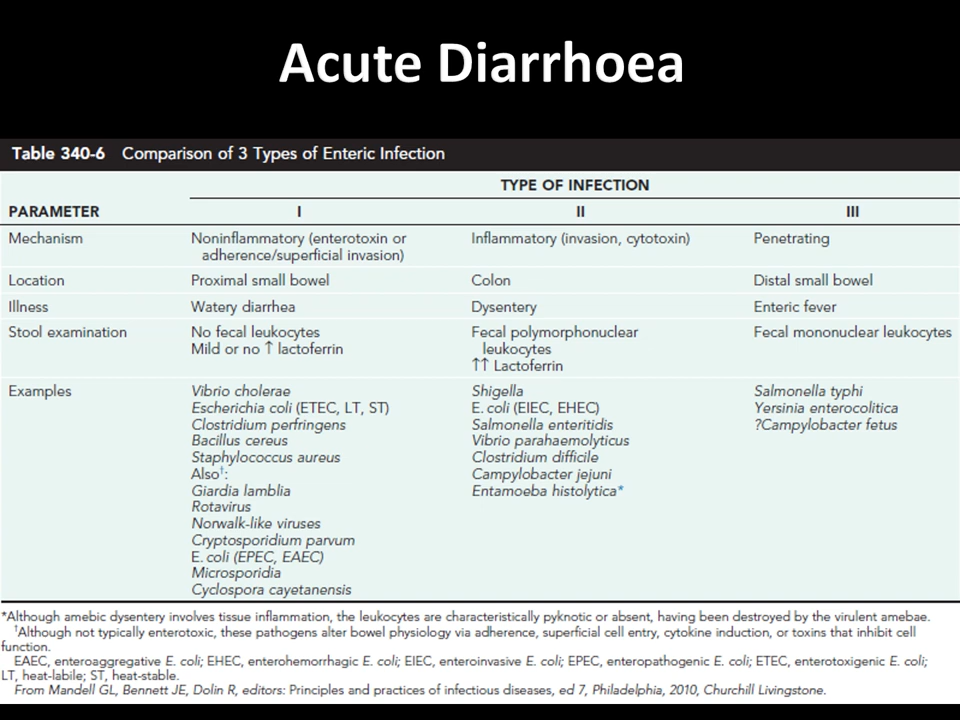 Acute Diarrhoea
Table 340-6 Comparison of 3 Types of Enteric Infection
TYPE OF INFECTION
PARAMETER I II III
Mechanism Noninflammatory (enterotoxin or adherence/superficial invasion) Inflammatory (invasion, cytotoxin) Penetrating
Location Proximal small bowel Colon Distal small bowel
Illness Watery diarrhea Dysentery Enteric fever
Stool examination No fecal leukocytes Fecal polymorphonuclear Fecal mononuclear leukocytes
Mild or no ↑ lactoferrin leukocytes
↑↑ Lactoferrin
Examples Vibrio cholerae Shigella Salmonella typhi
Escherichia coli (ETEC, LT, ST) E. coli (EIEC, EHEC) Yersinia enterocolitica
Clostridium perfringens Salmonella enteritidis ?Campylobacter fetus
Bacillus cereus Vibrio parahaemolyticus
Staphylococcus aureus Clostridium difficile
Also†: Campylobacter jejuni
Giardia lamblia Entamoeba histolytica*
Rotavirus
Norwalk-like viruses
Cryptosporidium parvum
E. coli (EPEC, EAEC)
Microsporidia
Cyclospora cayetanensis
*Although amebic dysentery involves tissue inflammation, the leukocytes are characteristically pyknotic or absent, having been destroyed by the virulent amebae.
†Although not typically enterotoxic, these pathogens alter bowel physiology via adherence, superficial cell entry, cytokine induction, or toxins that inhibit cell
function.
EAEC, enteroaggregative E. coli; EHEC, enterohemorrhagic E. coli; EIEC, enteroinvasive E. coli; EPEC, enteropathogenic E. coli; ETEC, enterotoxigenic E. coli;
LT, heat-labile; ST, heat-stable.
From Mandell GL, Bennett JE, Dolin R, editors: Principles and practices of infectious diseases, ed 7, Philadelphia, 2010, Churchill Livingstone.